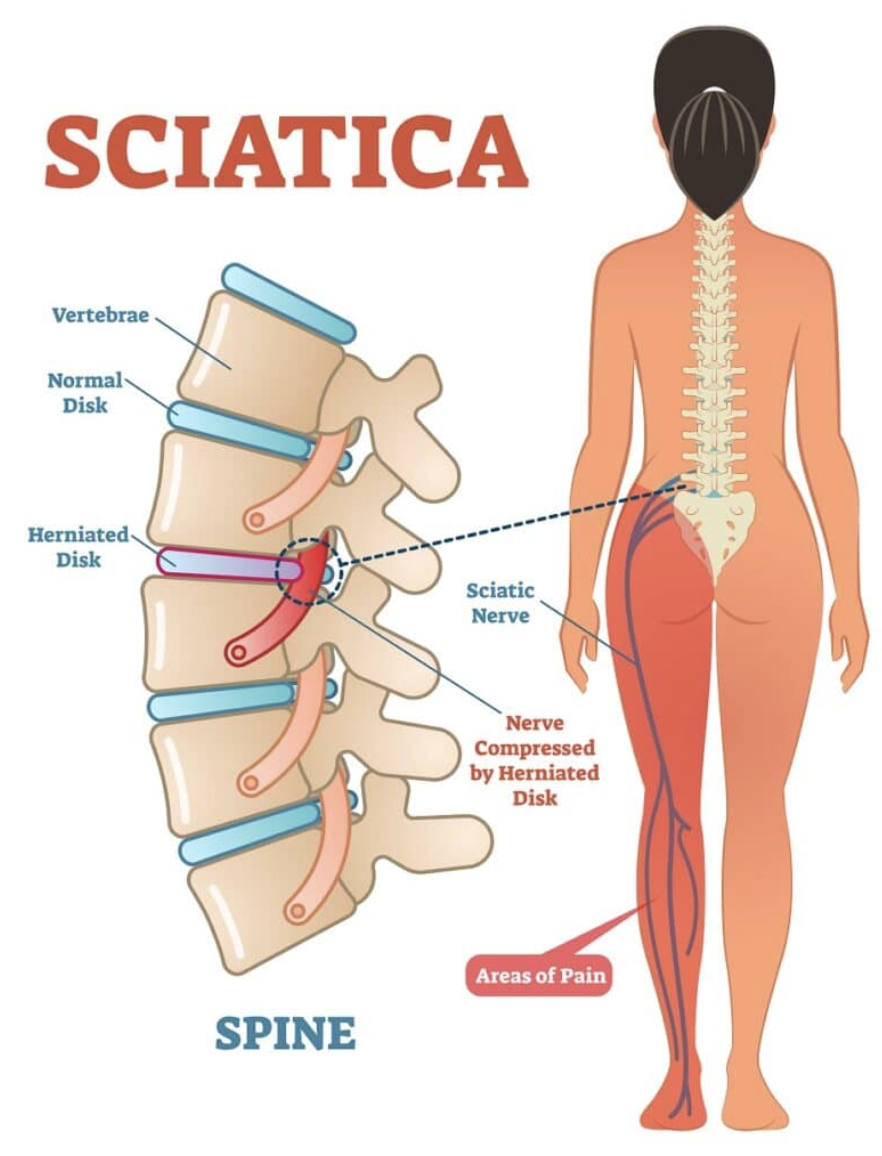 SCIATICA
Vertebrae
Normal
Disk
Herniated
Disk
Sciatic
Nerve
Nerve
Compressed
by Herniated
Disk
Areas of Pain
SPINE